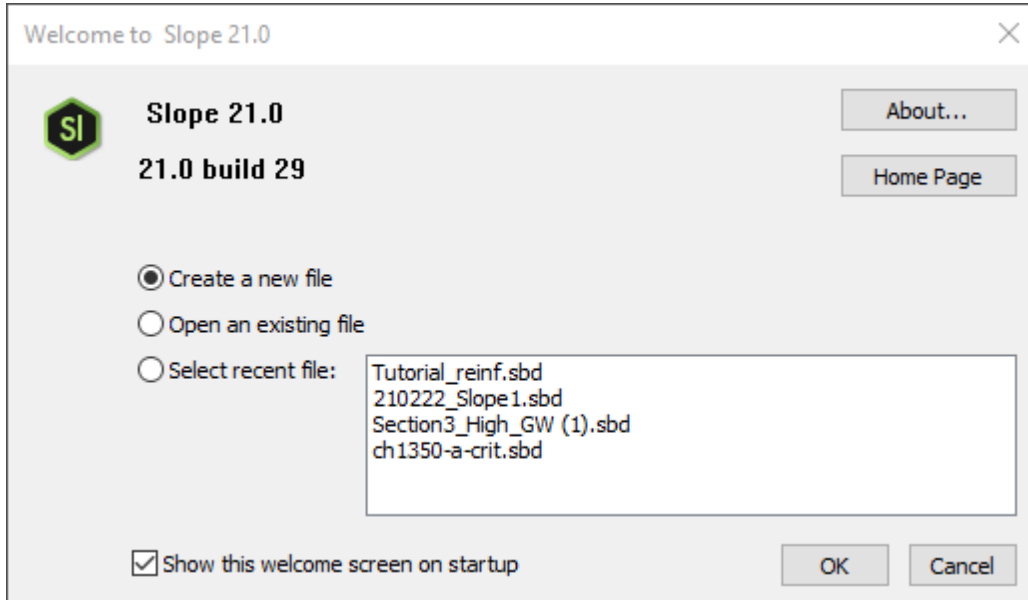 Welcome to Slope 21.0
Sl
Slope 21.0
21.0 build 29
About...
Home Page
Create a new file
Open an existing file
Select recent file:
Tutorial_reinf.sbd
210222_Slope1.sbd
Section3_High_GW (1).sbd
ch1350-a-crit.sbd
Show this welcome screen on startup
OK
Cancel